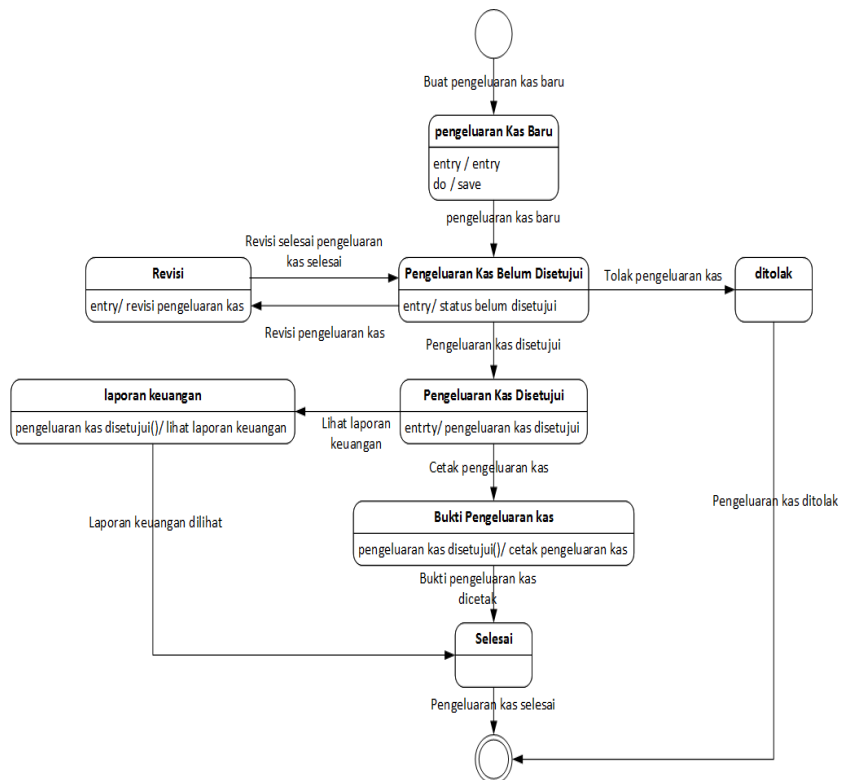 Buat pengeluaran kas baru
pengeluaran Kas Baru
entry / entry
do / save
pengeluaran kas baru
Revisi selesai pengeluaran
kas selesai
Revisi
entry/ revisi pengeluaran kas
Pengeluaran Kas Belum Disetujui
entry/ status belum disetujui
Tolak pengeluaran kas
ditolak
Revisi pengeluaran kas
Pengeluaran kas disetujui
laporan keuangan
pengeluaran kas disetujui()/ lihat laporan keuangan
Lihat laporan
keuangan
Pengeluaran Kas Disetujui
entrty/ pengeluaran kas disetujui
Cetak pengeluaran kas
Pengeluaran kas ditolak
Laporan keuangan dilihat
Bukti Pengeluaran kas
pengeluaran kas disetujui()/ cetak pengeluaran kas
Bukti pengeluaran kas
dicetak
Selesai
Pengeluaran kas selesai